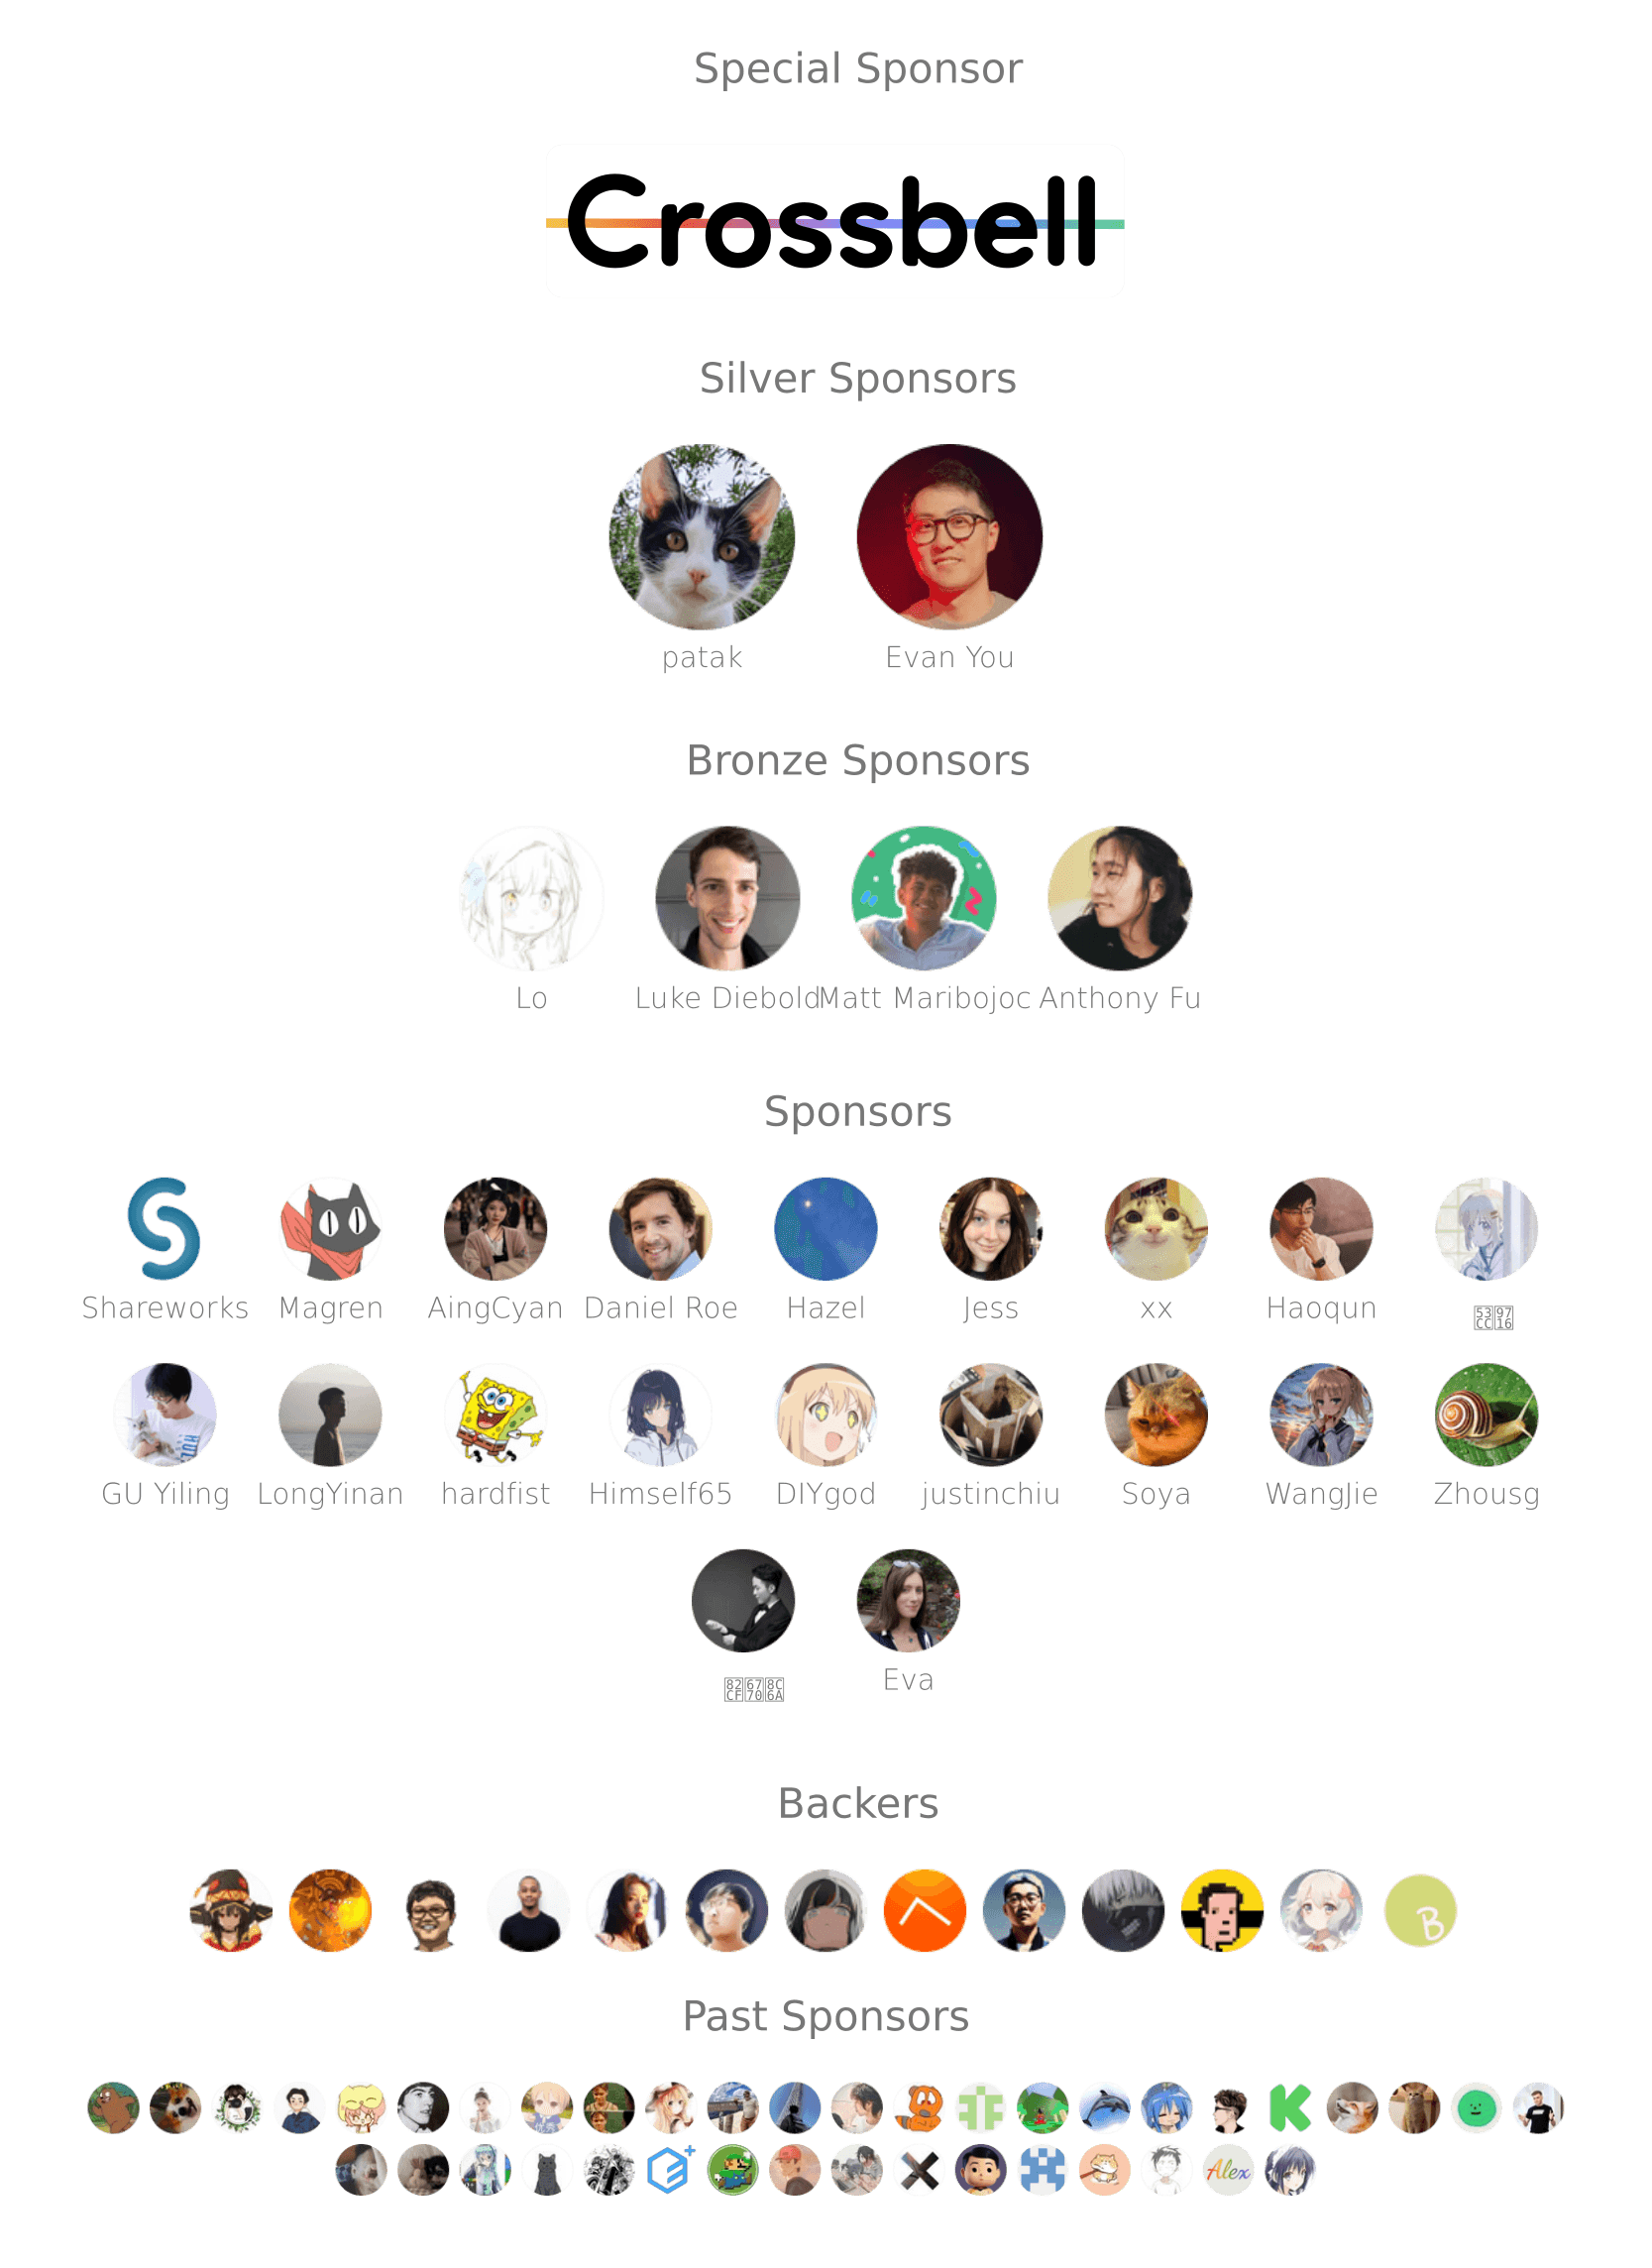 Special Sponsor
Crossbell
Silver Sponsors
patak Evan You
Bronze Sponsors
Lo Luke Diebold Matt Maribojoc Anthony Fu
Sponsors
Shareworks Magren AingCyan Daniel Roe Hazel Jess xx Haoqun
GU Yiling LongYinan hardfist Himself65 DIYgod justinchiu Soya WangJie Zhousg
Eva
Backers
B
Past Sponsors
Alex